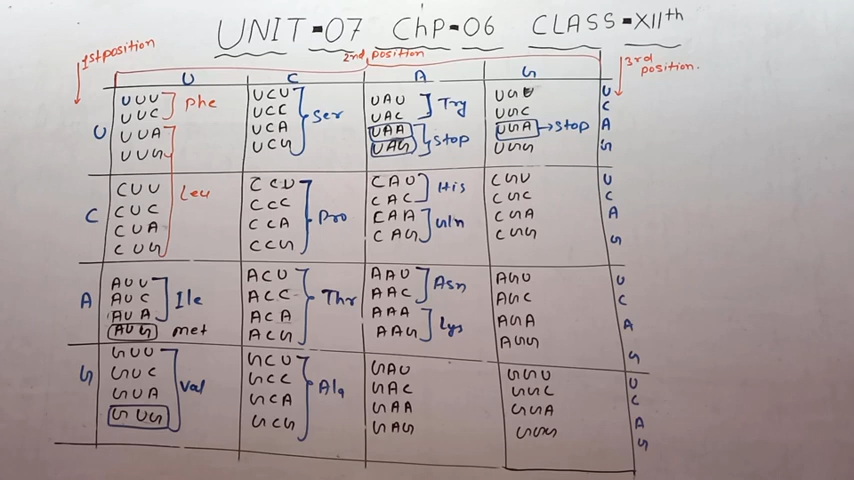 UNIT-07 ChP-06 CLASS-XIIth
1st position
2nd position
3rd position.
U C A G
U
UUU UCU UAU UGU U
UUC Phe UCC UAC Try UGC C
UUA UCA Ser UAA UGA → Stop A
UUG UCG UAG Stop UGG G
Leu
C
CUU CCU CAU CGU U
CUC CCC CAC His CGC C
CUA CCA Pro CAA CGA A
CUG CCG CAG Gln CGG G
A
AUU ACU AAU AGU U
AUC Ile ACC Thr AAC Asn AGC C
AUA ACA AAA AGA A
AUG met ACG AAG Lys AGG G
G
GUU GCU GAU GGU U
GUC GCC GAC GGC C
GUA Val GCA Ala GAA GGA A
GUG GCG GAG GGG G